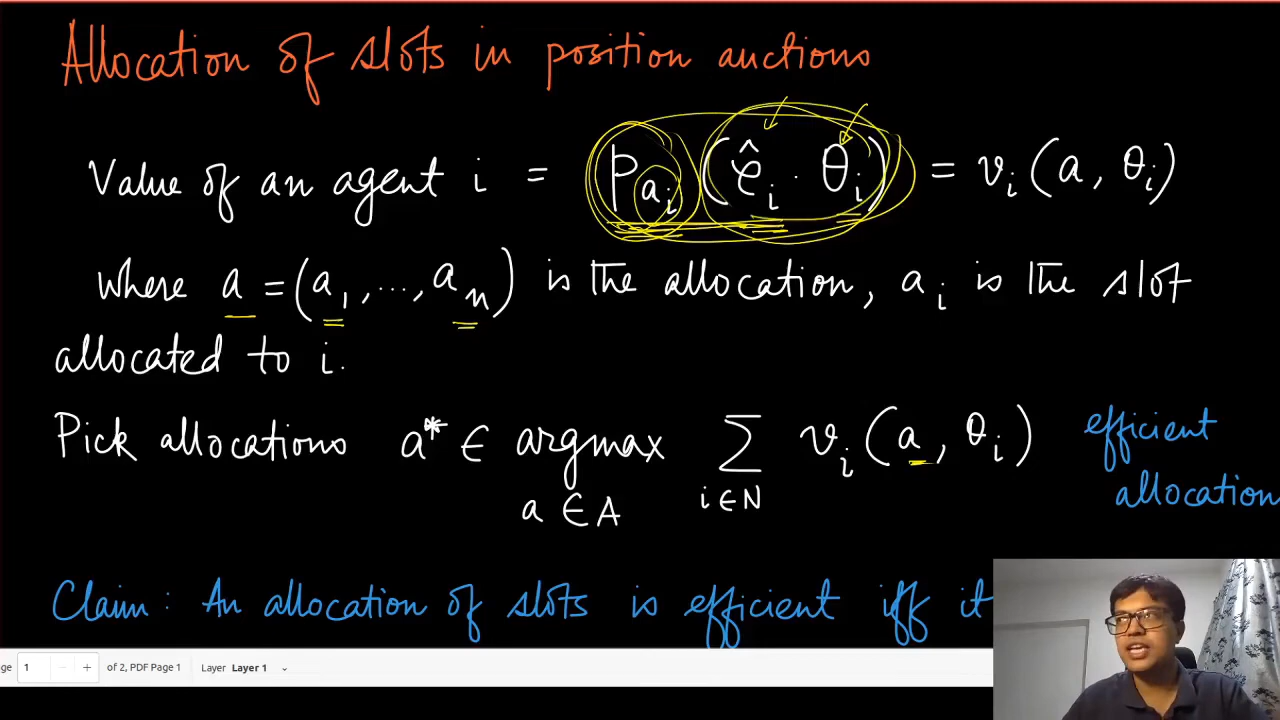 Allocation of slots in position auctions
Value of an agent i = p_{a_i} (ê_i · θ_i) = v_i (a, θ_i)
where a = (a_1, ..., a_n) is the allocation, a_i is the slot
allocated to i.
Pick allocations a* ∈ argmax_{a ∈ A} Σ_{i ∈ N} v_i (a, θ_i) efficient
allocation
Claim: An allocation of slots is efficient iff it
ge 1 − + of 2, PDF Page 1 Layer Layer 1